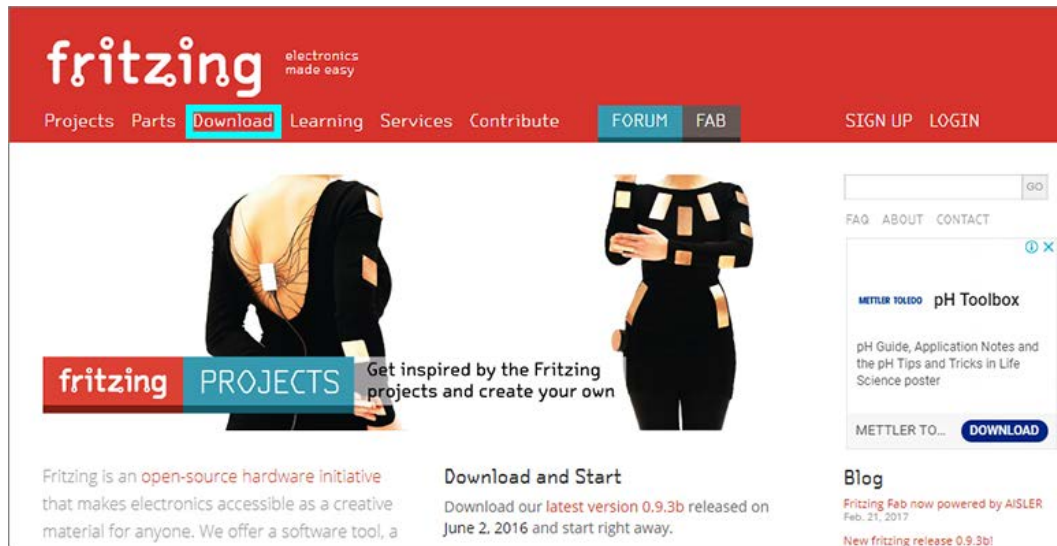 fritzing
electronics
made easy
Projects Parts Download Learning Services Contribute FORUM FAB SIGN UP LOGIN
GO
FAQ ABOUT CONTACT
METTLER TOLEDO pH Toolbox
pH Guide, Application Notes and
the pH Tips and Tricks in Life
Science poster
METTLER TO... DOWNLOAD
fritzing PROJECTS
Get inspired by the Fritzing
projects and create your own
Fritzing is an open-source hardware initiative
that makes electronics accessible as a creative
material for anyone. We offer a software tool, a
Download and Start
Download our latest version 0.9.3b released on
June 2, 2016 and start right away.
Blog
Fritzing Fab now powered by AISLER
Feb. 21, 2017
New fritzing release 0.9.3b!